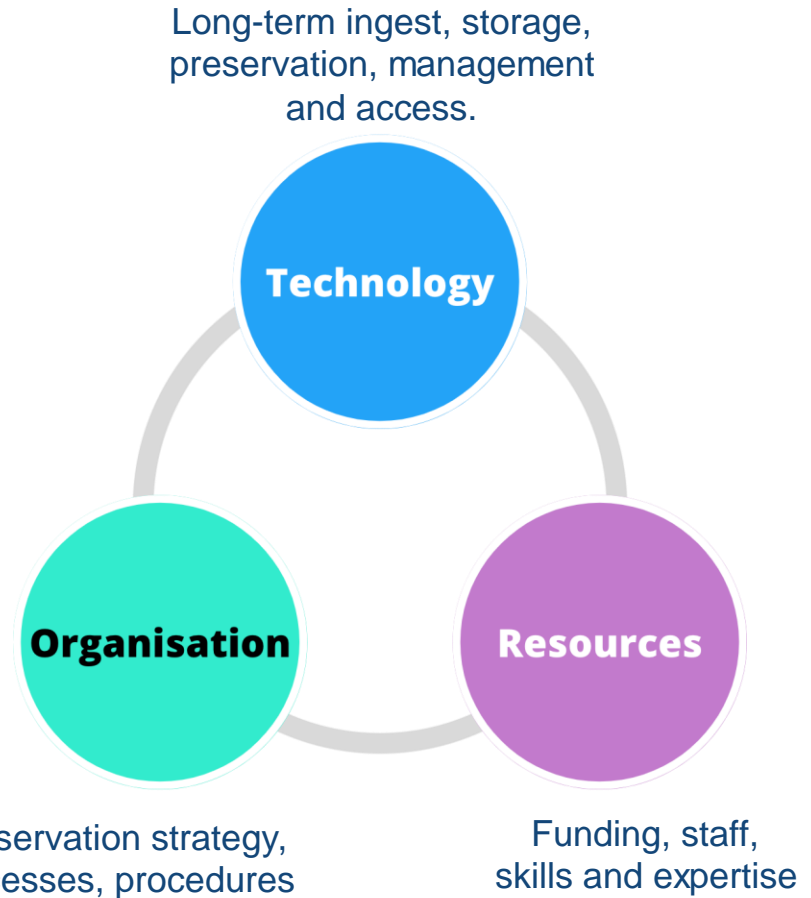 Long-term ingest, storage,
preservation, management
and access.
Technology
Organisation
Resources
servation strategy,
esses, procedures
Funding, staff,
skills and expertise